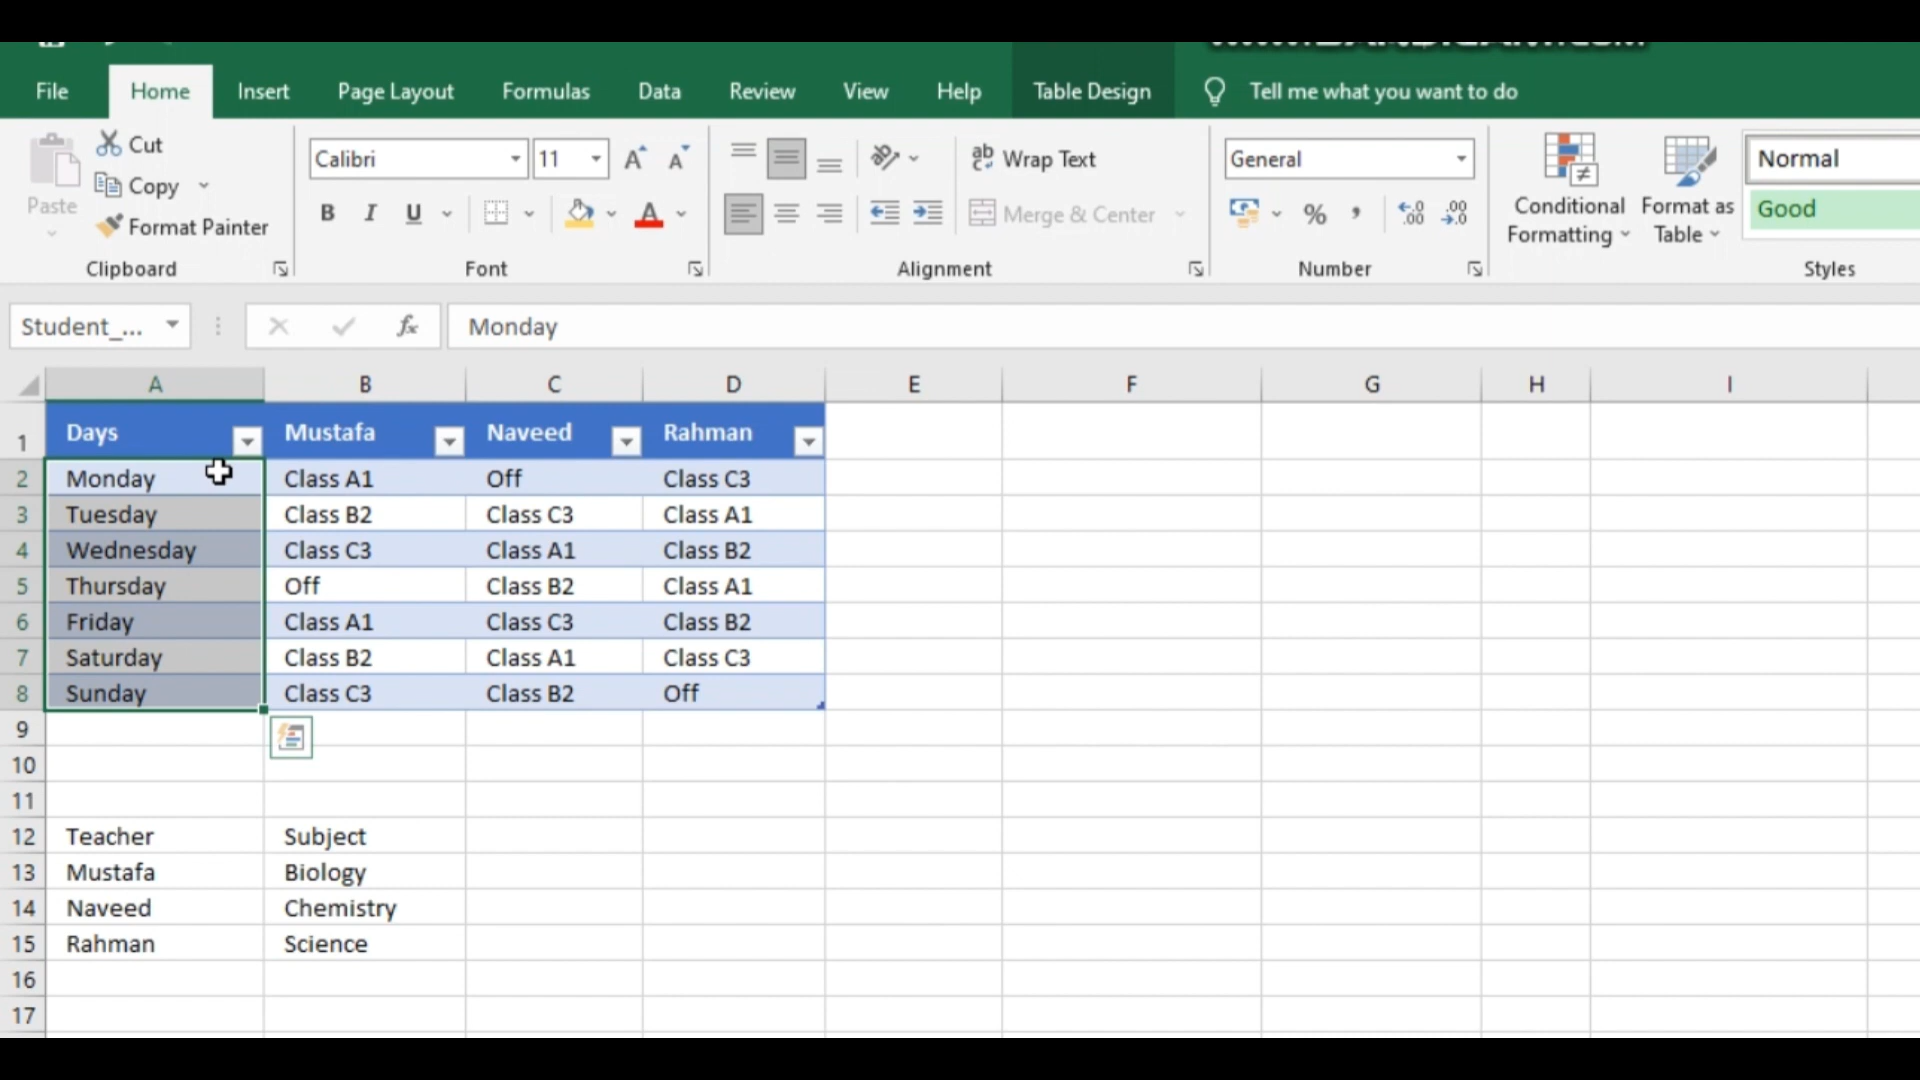 File Home Insert Page Layout Formulas Data Review View Help Table Design Tell me what you want to do
Paste
Cut
Copy
Format Painter
Clipboard
Calibri 11
B I U
Font
Wrap Text
Merge & Center
Alignment
General
%
Number
Conditional Formatting
Format as Table
Normal
Good
Styles
Student_... fx Monday
A B C D E F G H I
1 Days Mustafa Naveed Rahman
2 Monday Class A1 Off Class C3
3 Tuesday Class B2 Class C3 Class A1
4 Wednesday Class C3 Class A1 Class B2
5 Thursday Off Class B2 Class A1
6 Friday Class A1 Class C3 Class B2
7 Saturday Class B2 Class A1 Class C3
8 Sunday Class C3 Class B2 Off
9
10
11
12 Teacher Subject
13 Mustafa Biology
14 Naveed Chemistry
15 Rahman Science
16
17